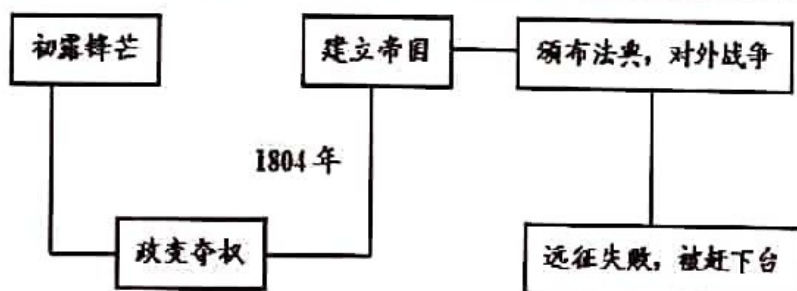 初露锋芒
建立帝国
颁布法典，对外战争
1804年
政变夺权
远征失败，被赶下台